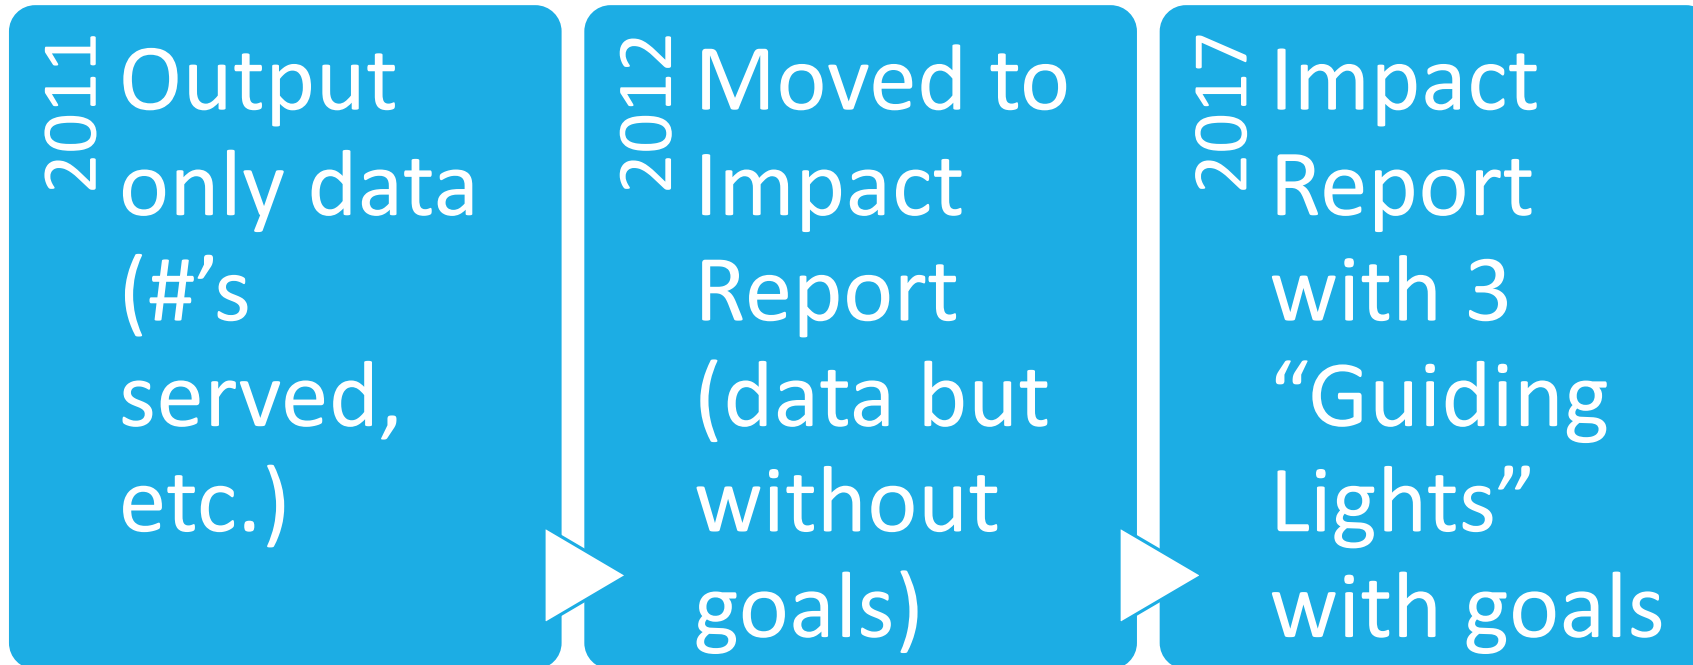 2011
Output
only data
(#’s
served,
etc.)
2012
Moved to
Impact
Report
(data but
without
goals)
2017
Impact
Report
with 3
“Guiding
Lights”
with goals